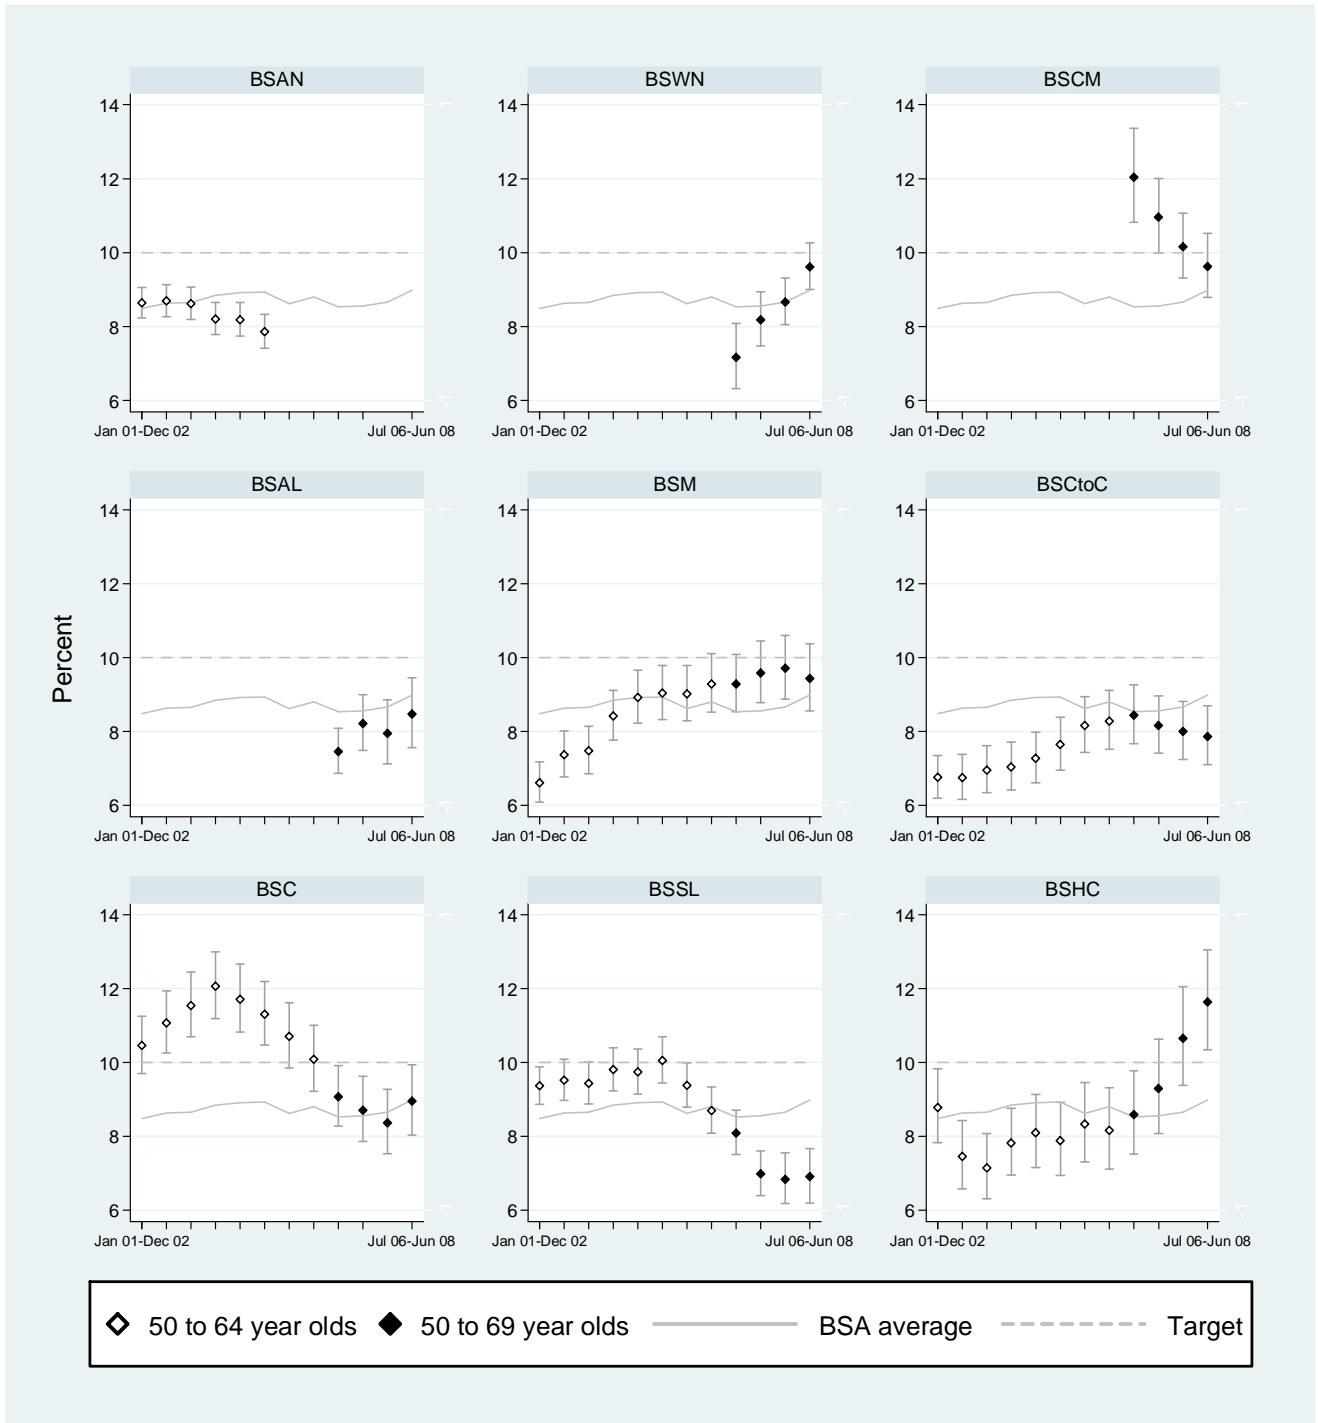 BSAN BSWN BSCM
14 14 1 14 1
12 12 12
10 10 10
8 8 8
6 6 -1 6 -1
Jan 01-Dec 02 Jul 06-Jun 08 Jan 01-Dec 02 Jul 06-Jun 08 Jan 01-Dec 02 Jul 06-Jun 08
BSAL BSM BSCtoC
14 14 14
12 12 12
10 10 10
8 8 8
6 6 6
Jan 01-Dec 02 Jul 06-Jun 08 Jan 01-Dec 02 Jul 06-Jun 08 Jan 01-Dec 02 Jul 06-Jun 08
Percent
BSC BSSL BSHC
14 14 14
12 12 12
10 10 10
8 8 8
6 6 6
Jan 01-Dec 02 Jul 06-Jun 08 Jan 01-Dec 02 Jul 06-Jun 08 Jan 01-Dec 02 Jul 06-Jun 08
50 to 64 year olds 50 to 69 year olds BSA average Target